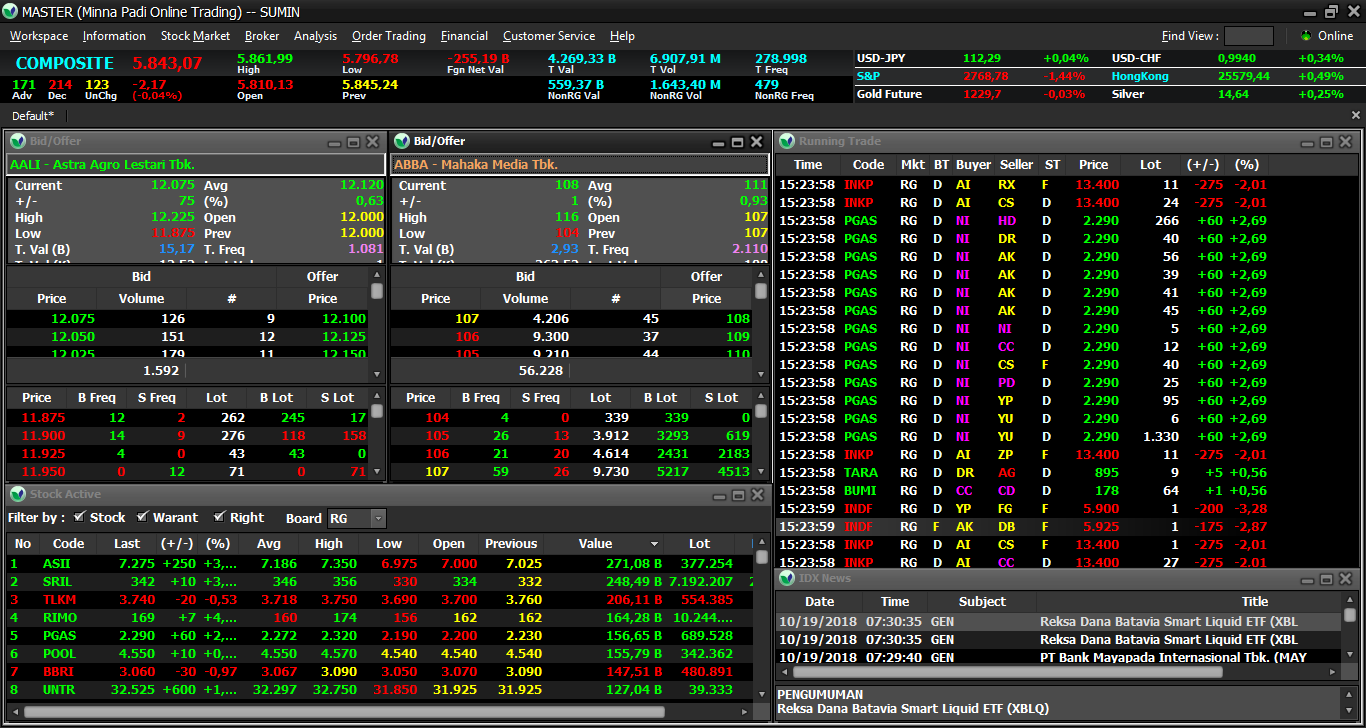 MASTER (Minna Padi Online Trading) -- SUMIN
Workspace Information Stock Market Broker Analysis Order Trading Financial Customer Service Help Find View : Online
COMPOSITE 5.843,07 5.861,99 5.796,78 -255,19 B 4.269,33 B 6.907,91 M 278.998 USD-JPY 112,29 +0,04% USD-CHF 0,9940 +0,34%
High Low Fgn Net Val T Val T Vol T Freq S&P 2768,78 -1,44% HongKong 25579,44 +0,49%
171 214 123 -2,17 5.810,13 5.845,24 559,37 B 1.643,40 M 479 Gold Future 1229,7 -0,03% Silver 14,64 +0,25%
Adv Dec UnChg (-0.04%) Open Prev NonRG Val NonRG Vol NonRG Freq
Default*
Bid/Offer
AALI - Astra Agro Lestari Tbk.
Current 12.075 Avg 12.120
+/- 75 (%) 0,63
High 12.225 Open 12.000
Low 11.875 Prev 12.000
T. Val (B) 15,17 T. Freq 1.081
Bid Offer
Price Volume # Price
12.075 126 9 12.100
12.050 151 12 12.125
12.025 179 11 12.150
1.592
Price B Freq S Freq Lot B Lot S Lot
11.875 12 2 262 245 17
11.900 14 9 276 118 158
11.925 4 0 43 43 0
11.950 0 12 71 0 71
Bid/Offer
ABBA - Mahaka Media Tbk.
Current 108 Avg 111
+/- 1 (%) 0,93
High 116 Open 107
Low 104 Prev 107
T. Val (B) 2,93 T. Freq 2.110
Bid Offer
Price Volume # Price
107 4.206 45 108
106 9.300 37 109
105 9.210 44 110
56.228
Price B Freq S Freq Lot B Lot S Lot
104 4 0 339 339 0
105 26 13 3.912 3293 619
106 21 20 4.614 2431 2183
107 59 26 9.730 5217 4513
Running Trade
Time Code Mkt BT Buyer Seller ST Price Lot (+/-) (%)
15:23:58 INKP RG D AI RX F 13.400 11 -275 -2,01
15:23:58 INKP RG D AI CS D 13.400 24 -275 -2,01
15:23:58 PGAS RG D NI HD D 2.290 266 +60 +2,69
15:23:58 PGAS RG D NI DR D 2.290 40 +60 +2,69
15:23:58 PGAS RG D NI AK D 2.290 56 +60 +2,69
15:23:58 PGAS RG D NI AK D 2.290 39 +60 +2,69
15:23:58 PGAS RG D NI AK D 2.290 41 +60 +2,69
15:23:58 PGAS RG D NI AK D 2.290 45 +60 +2,69
15:23:58 PGAS RG D NI NI D 2.290 5 +60 +2,69
15:23:58 PGAS RG D NI CC D 2.290 12 +60 +2,69
15:23:58 PGAS RG D NI CS F 2.290 40 +60 +2,69
15:23:58 PGAS RG D NI PD D 2.290 25 +60 +2,69
15:23:58 PGAS RG D NI YP D 2.290 95 +60 +2,69
15:23:58 PGAS RG D NI YU D 2.290 6 +60 +2,69
15:23:58 PGAS RG D NI YU D 2.290 1.330 +60 +2,69
15:23:58 INKP RG D AI ZP F 13.400 11 -275 -2,01
15:23:58 TARA RG D DR AG D 895 9 +5 +0,56
15:23:58 BUMI RG D CC CD D 178 64 +1 +0,56
15:23:59 INDF RG D YP FG F 5.900 1 -200 -3,28
15:23:59 INDF RG F AK DB F 5.925 1 -175 -2,87
15:23:59 INKP RG D AI CS F 13.400 1 -275 -2,01
15:23:59 INKP RG D AI CC D 13.400 27 -275 -2,01
Stock Active
Filter by : Stock Warant Right Board RG
No Code Last (+/-) (%) Avg High Low Open Previous Value Lot
1 ASII 7.275 +250 +3,... 7.186 7.350 6.975 7.000 7.025 271,08 B 377.254
2 SRIL 342 +10 +3,... 346 356 330 334 332 248,49 B 7.192.207
3 TLKM 3.740 -20 -0,53 3.718 3.750 3.690 3.700 3.760 206,11 B 554.385
4 RIMO 169 +7 +4,... 160 174 156 162 162 164,28 B 10.244....
5 PGAS 2.290 +60 +2,... 2.272 2.320 2.190 2.200 2.230 156,65 B 689.528
6 POOL 4.550 +10 +0,... 4.550 4.570 4.540 4.540 4.540 155,79 B 342.362
7 BBRI 3.060 -30 -0,97 3.067 3.090 3.050 3.070 3.090 147,51 B 480.891
8 UNTR 32.525 +600 +1,... 32.297 32.750 31.850 31.925 31.925 127,04 B 39.333
IDX News
Date Time Subject Title
10/19/2018 07:30:35 GEN Reksa Dana Batavia Smart Liquid ETF (XBL
10/19/2018 07:30:35 GEN Reksa Dana Batavia Smart Liquid ETF (XBL
10/19/2018 07:29:40 GEN PT Bank Mayapada Internasional Tbk. (MAY
PENGUMUMAN
Reksa Dana Batavia Smart Liquid ETF (XBLQ)